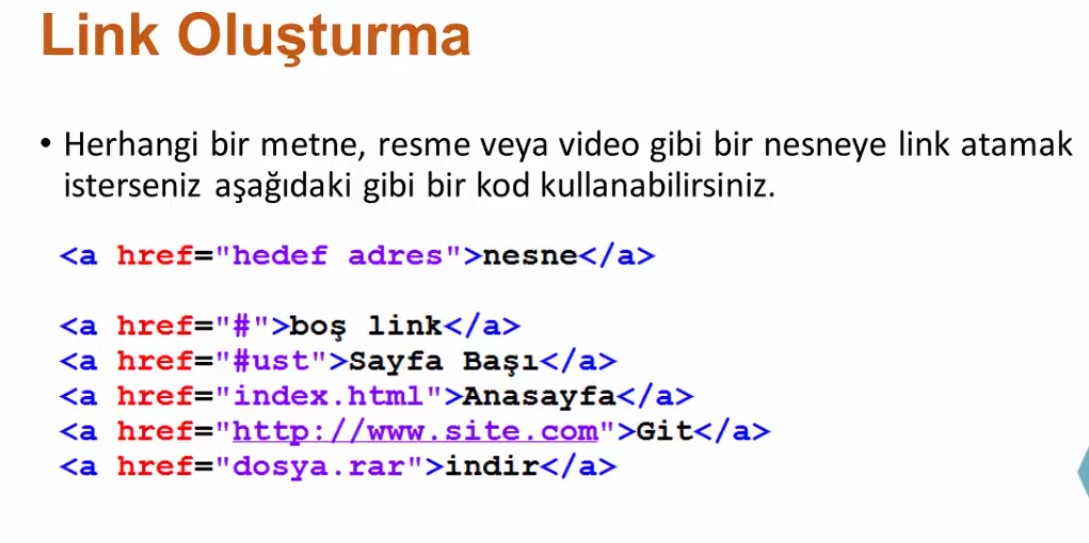 Link Oluşturma
• Herhangi bir metne, resme veya video gibi bir nesneye link atamak
isterseniz aşağıdaki gibi bir kod kullanabilirsiniz.
<a href="hedef adres">nesne</a>
<a href="#">boş link</a>
<a href="#ust">Sayfa Başı</a>
<a href="index.html">Anasayfa</a>
<a href="http://www.site.com">Git</a>
<a href="dosya.rar">indir</a>